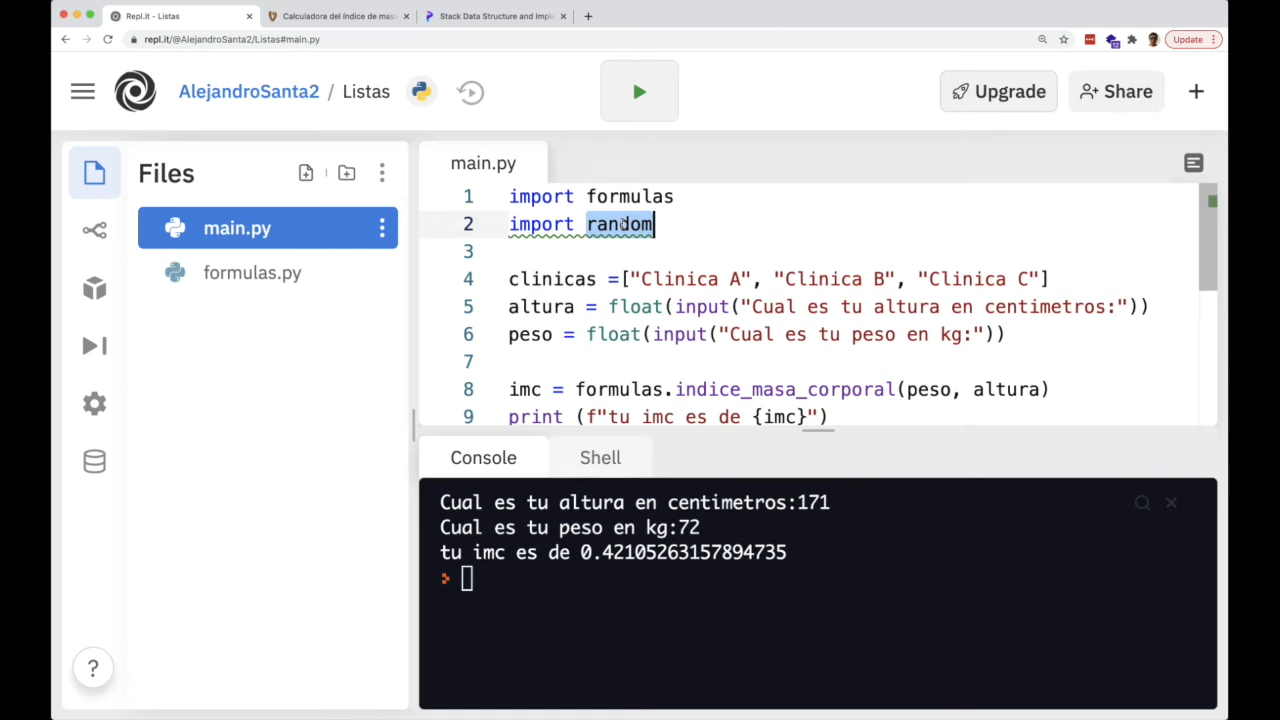 Repl.it - Listas
Calculadora del índice de mas
Stack Data Structure and Imple
repl.it/@AlejandroSanta2/Listas#main.py
12
Update
AlejandroSanta2 / Listas
Upgrade
Share
Files
main.py
formulas.py
main.py
1 import formulas
2 import random
3
4 clinicas =["Clinica A", "Clinica B", "Clinica C"]
5 altura = float(input("Cual es tu altura en centimetros:"))
6 peso = float(input("Cual es tu peso en kg:"))
7
8 imc = formulas.indice_masa_corporal(peso, altura)
9 print (f"tu imc es de {imc}")
Console
Shell
Cual es tu altura en centimetros:171
Cual es tu peso en kg:72
tu imc es de 0.42105263157894735
?